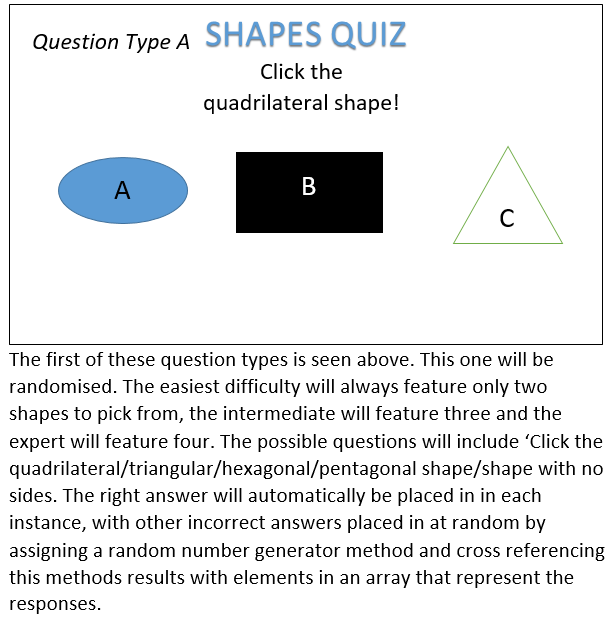 Question Type A SHAPES QUIZ
Click the
quadrilateral shape!
A B C
The first of these question types is seen above. This one will be
randomised. The easiest difficulty will always feature only two
shapes to pick from, the intermediate will feature three and the
expert will feature four. The possible questions will include ‘Click the
quadrilateral/triangular/hexagonal/pentagonal shape/shape with no
sides. The right answer will automatically be placed in in each
instance, with other incorrect answers placed in at random by
assigning a random number generator method and cross referencing
this methods results with elements in an array that represent the
responses.